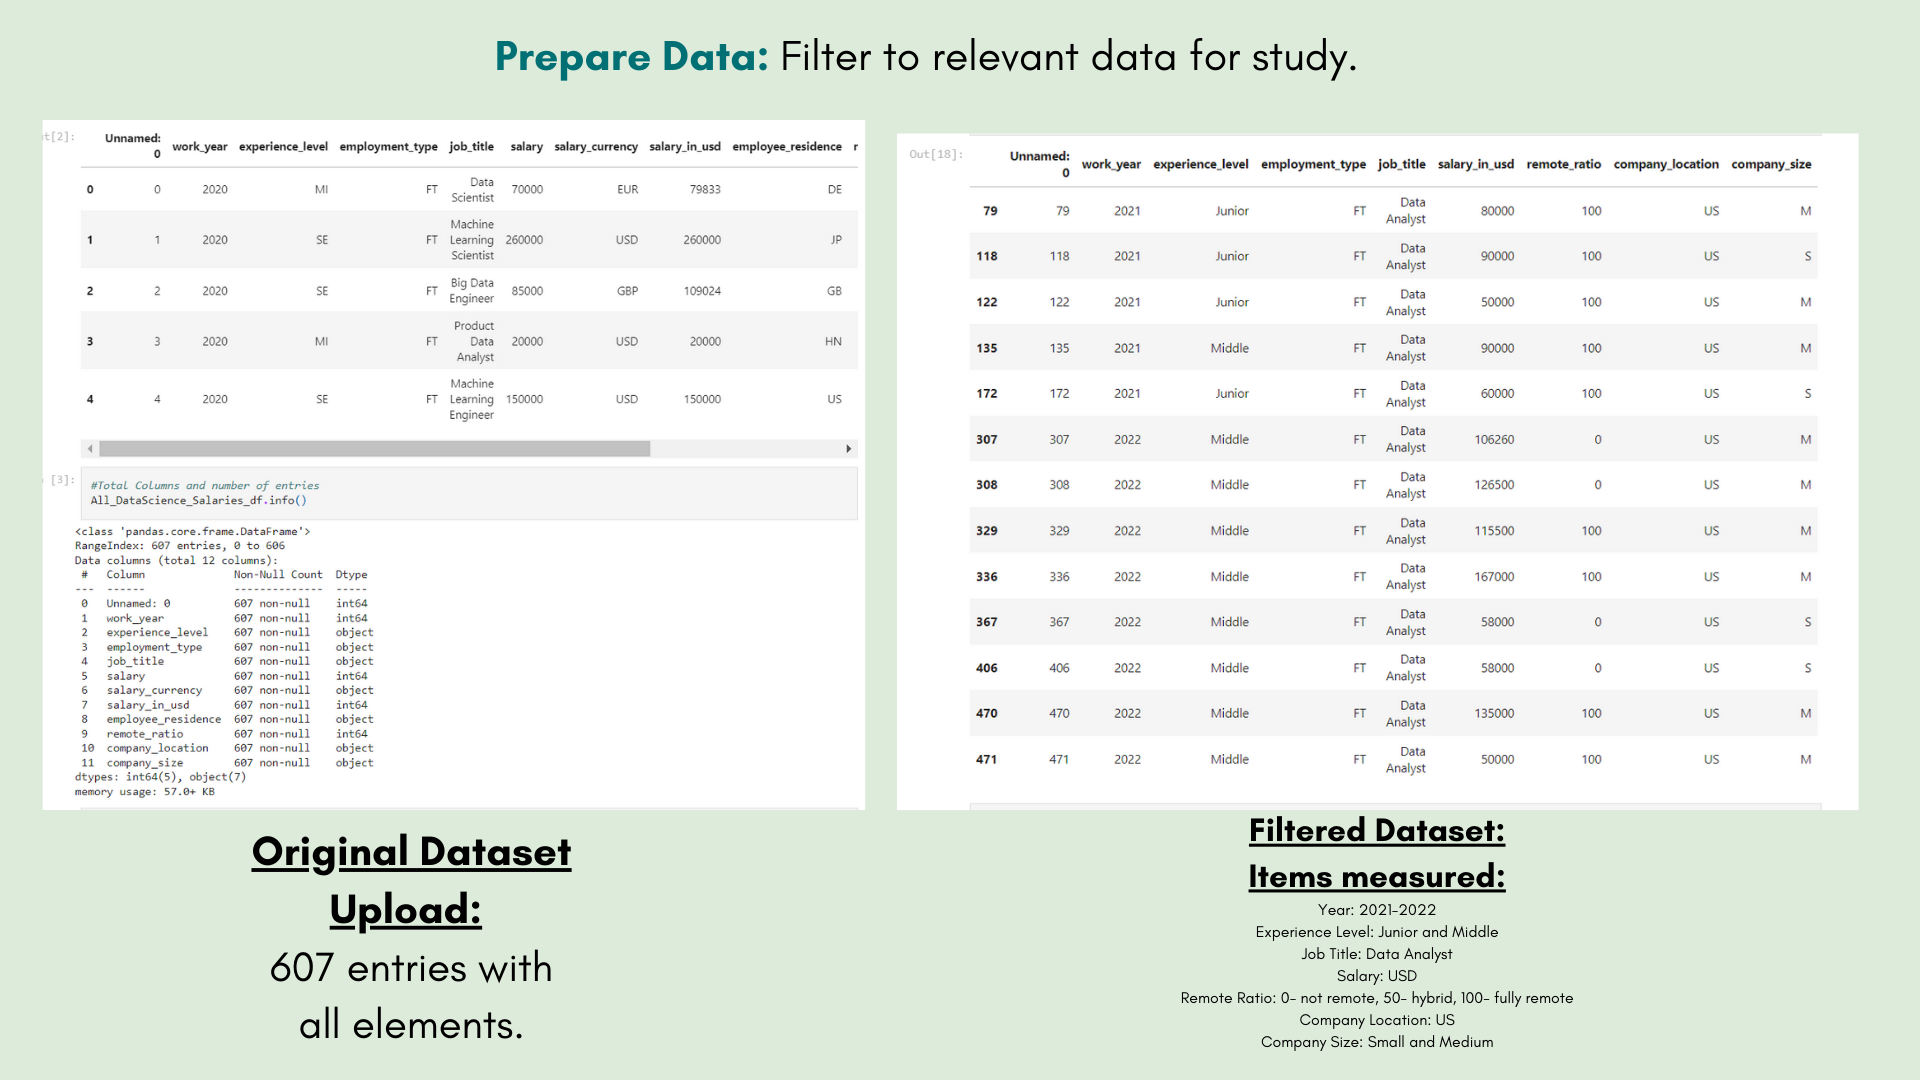 Prepare Data: Filter to relevant data for study.
t[2]:
Unnamed: 0 work_year experience_level employment_type job_title salary salary_currency salary_in_usd employee_residence r
0 0 2020 MI FT Data Scientist 70000 EUR 79833 DE
1 1 2020 SE FT Machine Learning Scientist 260000 USD 260000 JP
2 2 2020 SE FT Big Data Engineer 85000 GBP 109024 GB
3 3 2020 MI FT Product Data Analyst 20000 USD 20000 HN
4 4 2020 SE FT Machine Learning Engineer 150000 USD 150000 US
[3]:
#Total Columns and number of entries
All_DataScience_Salaries_df.info()
<class 'pandas.core.frame.DataFrame'>
RangeIndex: 607 entries, 0 to 606
Data columns (total 12 columns):
# Column Non-Null Count Dtype
--- ------ -------------- -----
0 Unnamed: 0 607 non-null int64
1 work_year 607 non-null int64
2 experience_level 607 non-null object
3 employment_type 607 non-null object
4 job_title 607 non-null object
5 salary 607 non-null int64
6 salary_currency 607 non-null object
7 salary_in_usd 607 non-null int64
8 employee_residence 607 non-null object
9 remote_ratio 607 non-null int64
10 company_location 607 non-null object
11 company_size 607 non-null object
dtypes: int64(5), object(7)
memory usage: 57.0+ KB
Original Dataset
Upload:
607 entries with
all elements.
Out[18]:
Unnamed: 0 work_year experience_level employment_type job_title salary_in_usd remote_ratio company_location company_size
79 79 2021 Junior FT Data Analyst 80000 100 US M
118 118 2021 Junior FT Data Analyst 90000 100 US S
122 122 2021 Junior FT Data Analyst 50000 100 US M
135 135 2021 Middle FT Data Analyst 90000 100 US M
172 172 2021 Junior FT Data Analyst 60000 100 US S
307 307 2022 Middle FT Data Analyst 106260 0 US M
308 308 2022 Middle FT Data Analyst 126500 0 US M
329 329 2022 Middle FT Data Analyst 115500 100 US M
336 336 2022 Middle FT Data Analyst 167000 100 US M
367 367 2022 Middle FT Data Analyst 58000 0 US S
406 406 2022 Middle FT Data Analyst 58000 0 US S
470 470 2022 Middle FT Data Analyst 135000 100 US M
471 471 2022 Middle FT Data Analyst 50000 100 US M
Filtered Dataset:
Items measured:
Year: 2021-2022
Experience Level: Junior and Middle
Job Title: Data Analyst
Salary: USD
Remote Ratio: 0- not remote, 50- hybrid, 100- fully remote
Company Location: US
Company Size: Small and Medium